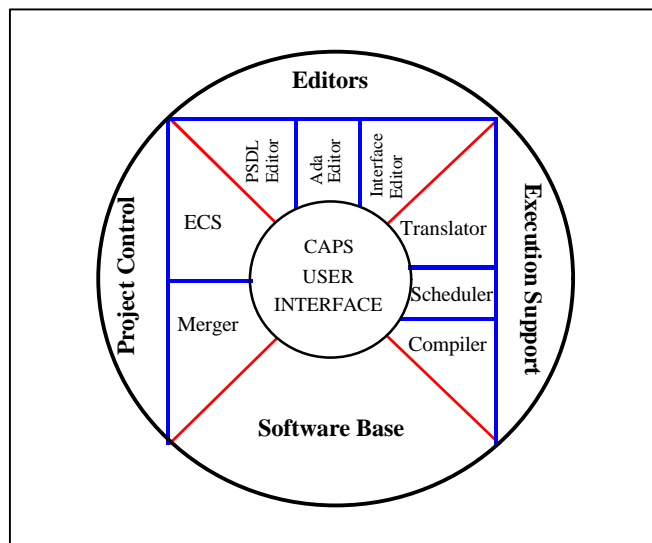 Editors
PSDL
Editor
Ada
Editor
Interface
Editor
Project Control
ECS
Merger
CAPS
USER
INTERFACE
Translator
Scheduler
Compiler
Execution Support
Software Base